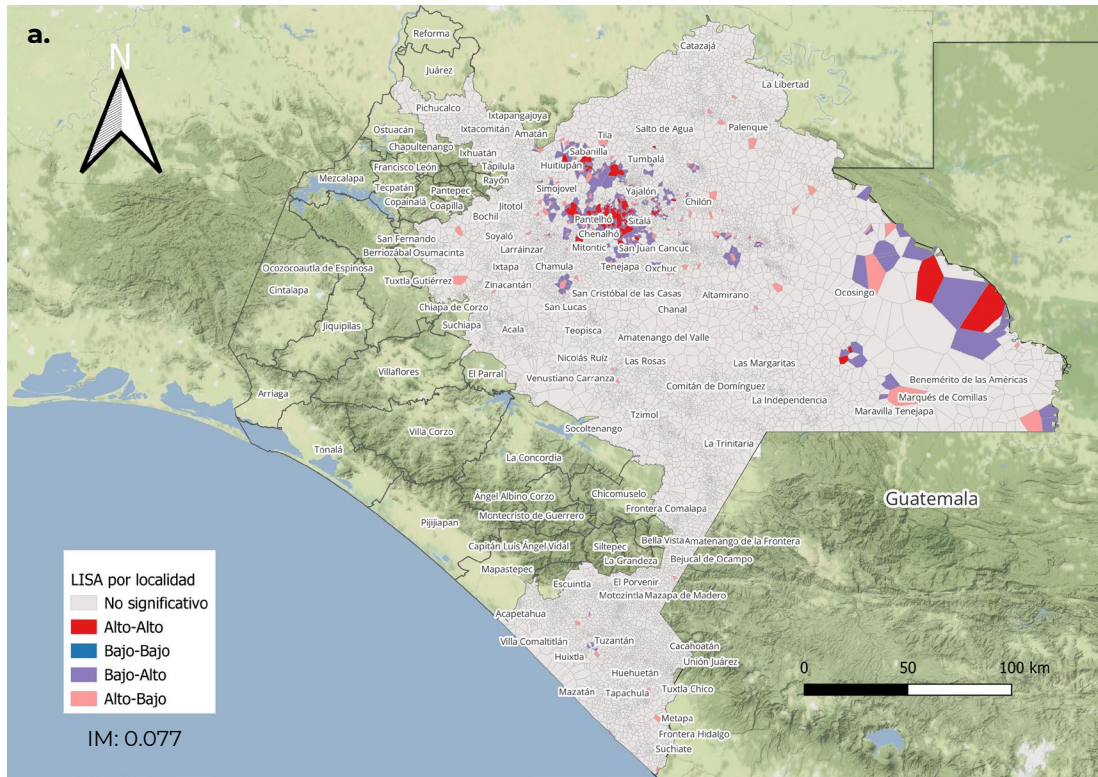 a.
N
Reforma
Juárez
Catazajá
La Libertad
Pichucalco
Ixtapangajoya
Ostuacán
Ixtacomitán
Amatán
Tila
Salto de Agua
Palenque
Chapultenango
Ixhuatán
Sabanilla
Tumbalá
Francisco León
Tapilula
Huitiupán
Mezcalapa
Tecpatán
Pantepec
Rayón
Simojovel
Yajalón
Copainalá
Coapilla
Jitotol
Chilón
Bochil
Pantelhó
Sitalá
San Fernando
Soyaló
Chenalhó
Berriozábal
Osumacinta
Larráinzar
Mitontic
San Juan Cancuc
Ocozocoautla de Espinosa
Ixtapa
Chamula
Tenejapa
Oxchuc
Tuxtla Gutiérrez
Zinacantán
Ocosingo
Cintalapa
San Cristóbal de las Casas
Altamirano
Chiapa de Corzo
San Lucas
Chanal
Jiquipilas
Suchiapa
Acala
Teopisca
Amatenango del Valle
Nicolás Ruíz
Las Rosas
Las Margaritas
Villaflores
El Parral
Venustiano Carranza
Comitán de Domínguez
Benemérito de las Américas
Arriaga
La Independencia
Marqués de Comillas
Maravilla Tenejapa
Tzimol
Villa Corzo
Socoltenango
Tonalá
La Trinitaria
La Concordia
Ángel Albino Corzo
Chicomuselo
Guatemala
Montecristo de Guerrero
Frontera Comalapa
Pijijiapan
Capitán Luis Ángel Vidal
Siltepec
Bella Vista
Amatenango de la Frontera
La Grandeza
Bejucal de Ocampo
Mapastepec
Escuintla
El Porvenir
Motozintla
Mazapa de Madero
Acapetahua
Villa Comaltitlán
Tuzantán
Cacahoatán
Huixtla
Unión Juárez
Huehuetán
Mazatán
Tapachula
Tuxtla Chico
Metapa
Frontera Hidalgo
Suchiate
LISA por localidad
No significativo
Alto-Alto
Bajo-Bajo
Bajo-Alto
Alto-Bajo
IM: 0.077
0 50 100 km